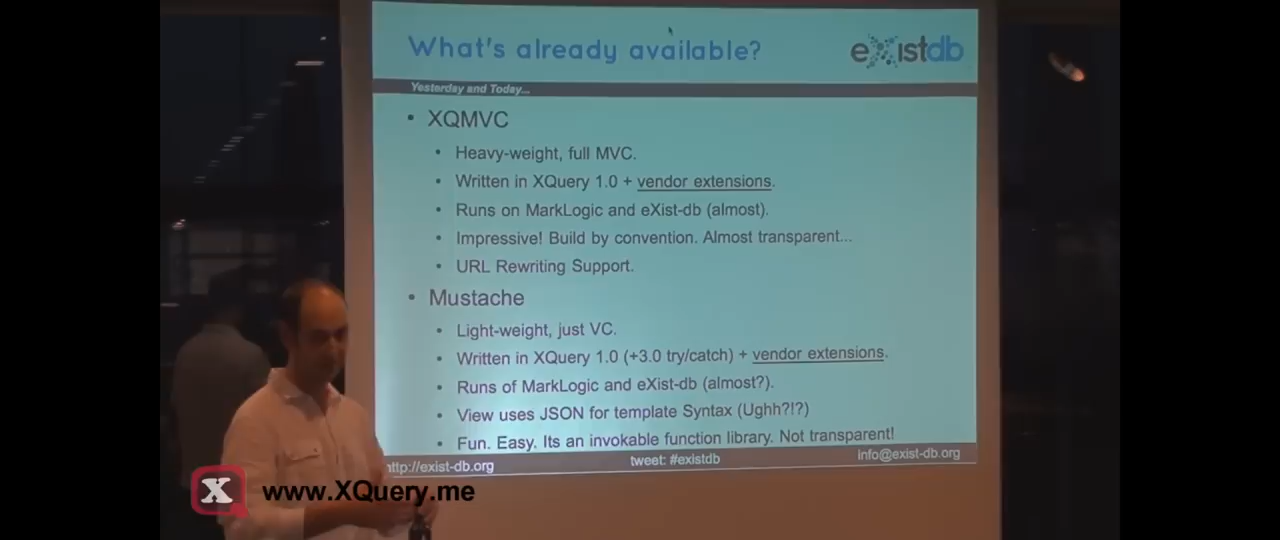 What's already available?
eXistdb
Yesterday and Today...
• XQMVC
• Heavy-weight, full MVC.
• Written in XQuery 1.0 + vendor extensions.
• Runs on MarkLogic and eXist-db (almost).
• Impressive! Build by convention. Almost transparent...
• URL Rewriting Support.
• Mustache
• Light-weight, just VC.
• Written in XQuery 1.0 (+3.0 try/catch) + vendor extensions.
• Runs of MarkLogic and eXist-db (almost?).
• View uses JSON for template Syntax (Ughh?!?)
• Fun. Easy. Its an invokable function library. Not transparent!
http://exist-db.org
tweet: #existdb
info@exist-db.org
X
www.XQuery.me